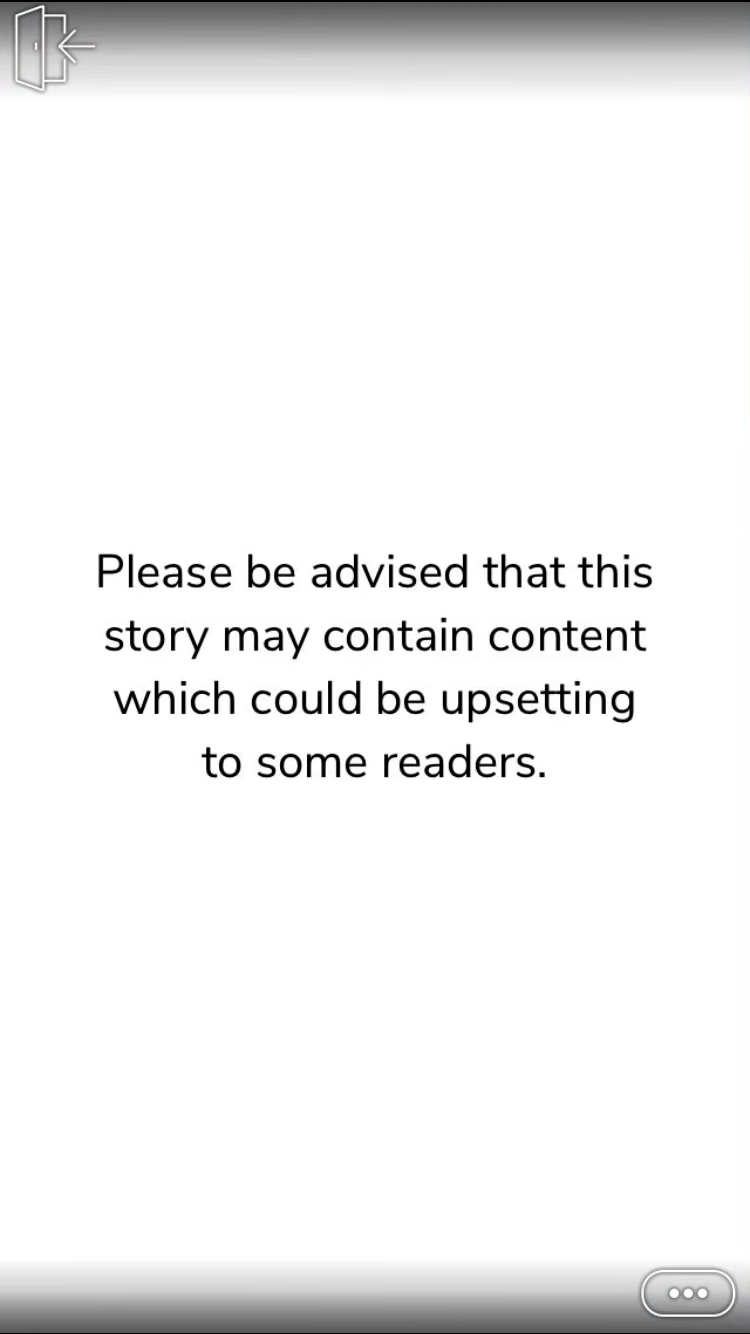 Please be advised that this
story may contain content
which could be upsetting
to some readers.